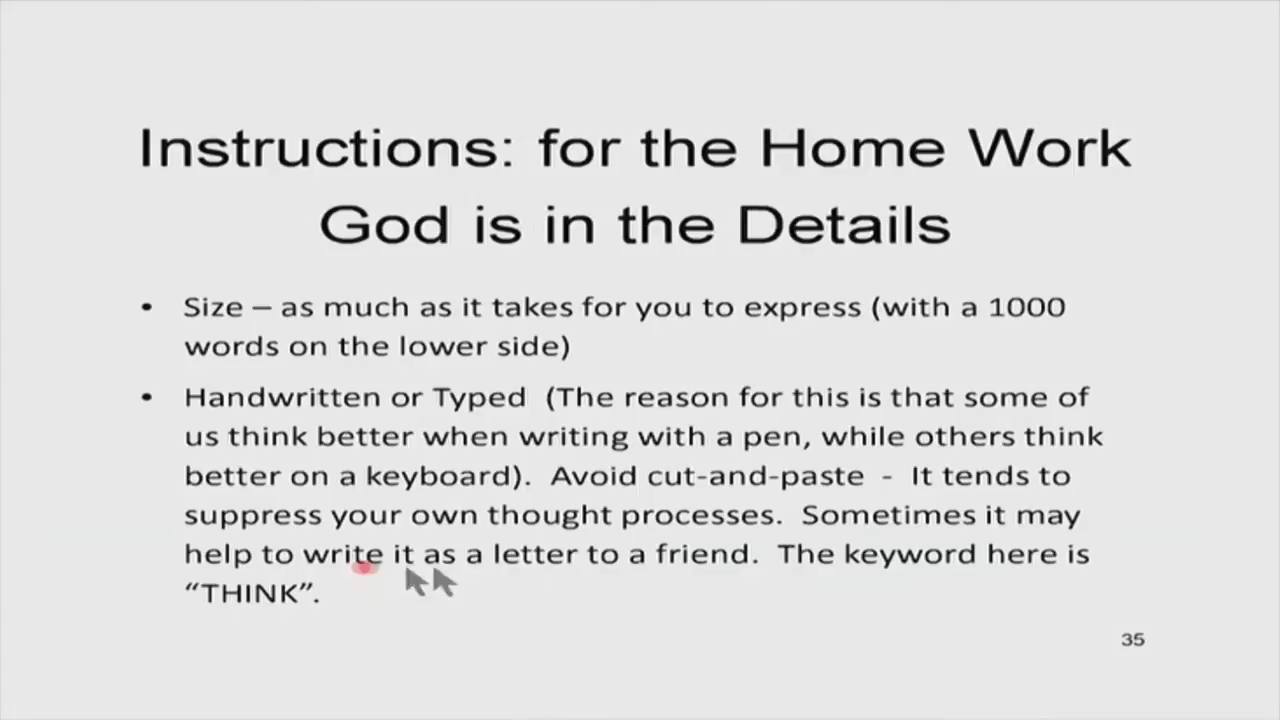 Instructions: for the Home Work
God is in the Details
• Size – as much as it takes for you to express (with a 1000
words on the lower side)
• Handwritten or Typed (The reason for this is that some of
us think better when writing with a pen, while others think
better on a keyboard). Avoid cut-and-paste - It tends to
suppress your own thought processes. Sometimes it may
help to write it as a letter to a friend. The keyword here is
“THINK”.
35